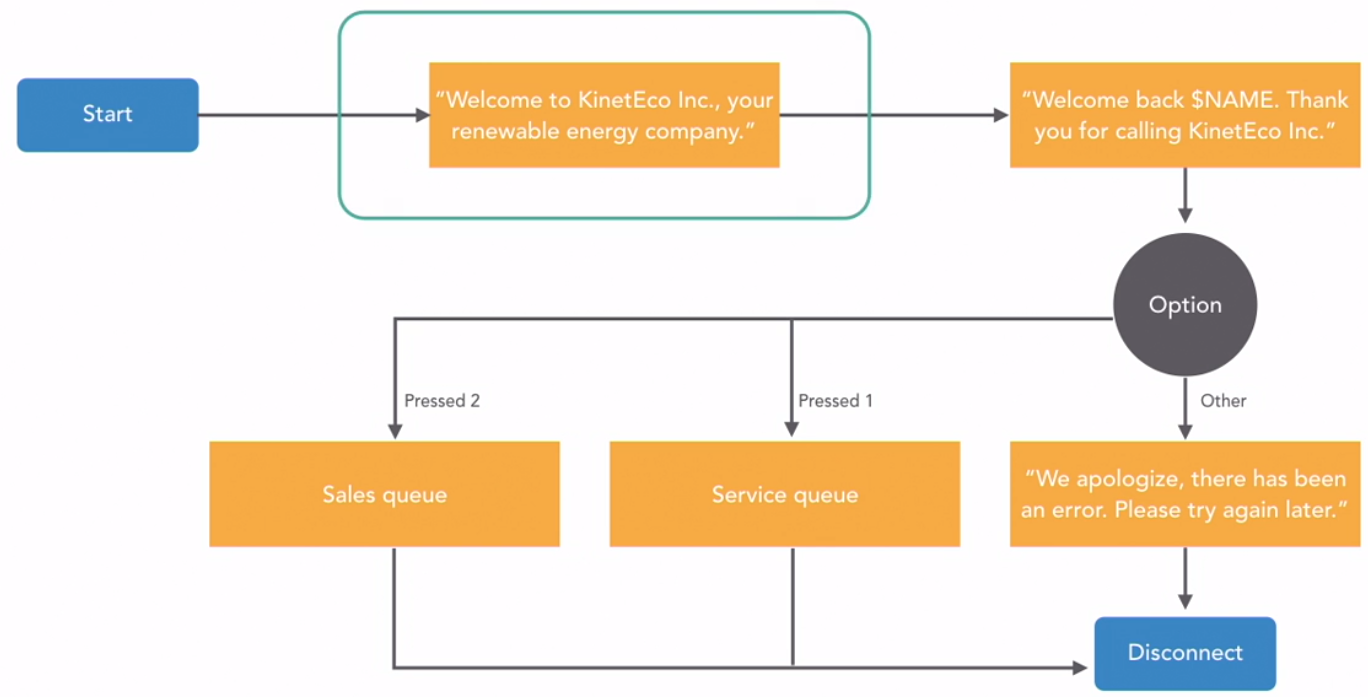 Start
“Welcome to KinetEco Inc., your
renewable energy company.”
“Welcome back $NAME. Thank
you for calling KinetEco Inc.”
Option
Pressed 2
Pressed 1
Other
Sales queue
Service queue
“We apologize, there has been
an error. Please try again later.”
Disconnect